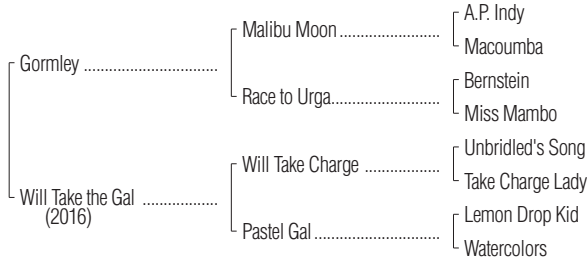 A.P. Indy
Malibu Moon
Macoumba
Gormley
Bernstein
Race to Urga
Miss Mambo
Unbridled's Song
Will Take Charge
Take Charge Lady
Will Take the Gal
(2016)
Lemon Drop Kid
Pastel Gal
Watercolors